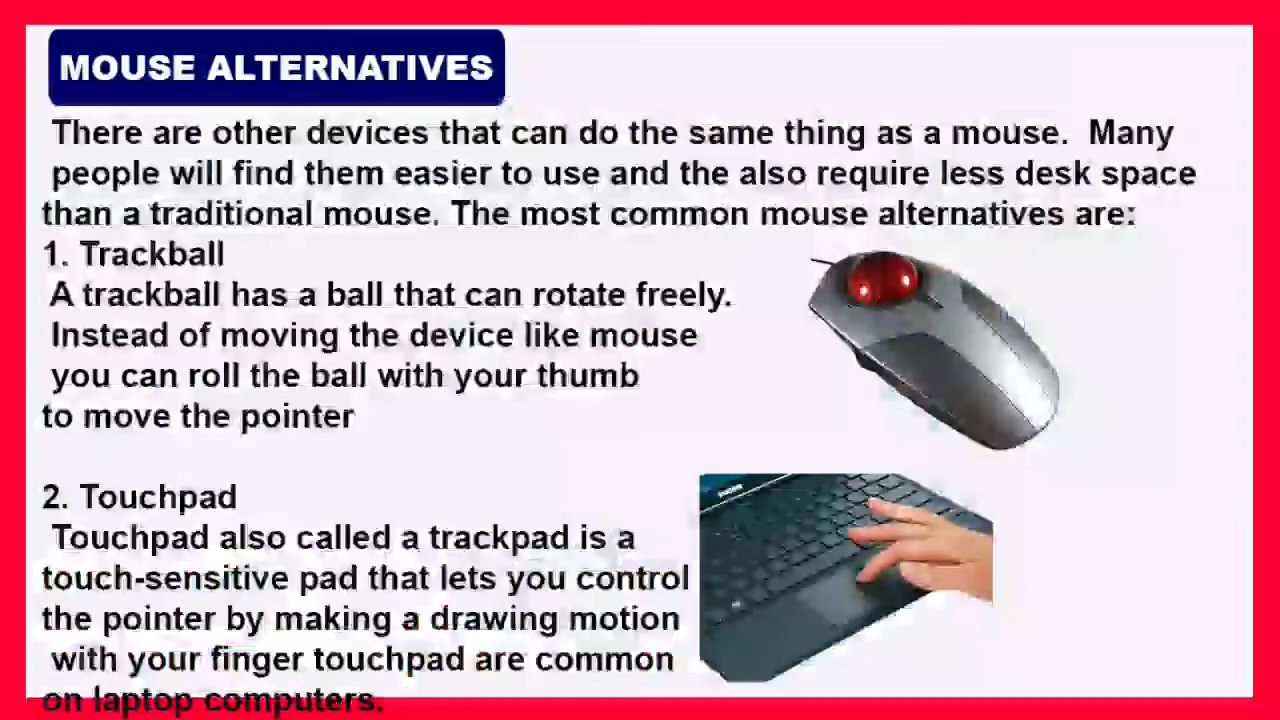 MOUSE ALTERNATIVES
There are other devices that can do the same thing as a mouse. Many
people will find them easier to use and the also require less desk space
than a traditional mouse. The most common mouse alternatives are:
1. Trackball
A trackball has a ball that can rotate freely.
Instead of moving the device like mouse
you can roll the ball with your thumb
to move the pointer
2. Touchpad
Touchpad also called a trackpad is a
touch-sensitive pad that lets you control
the pointer by making a drawing motion
with your finger touchpad are common
on laptop computers.